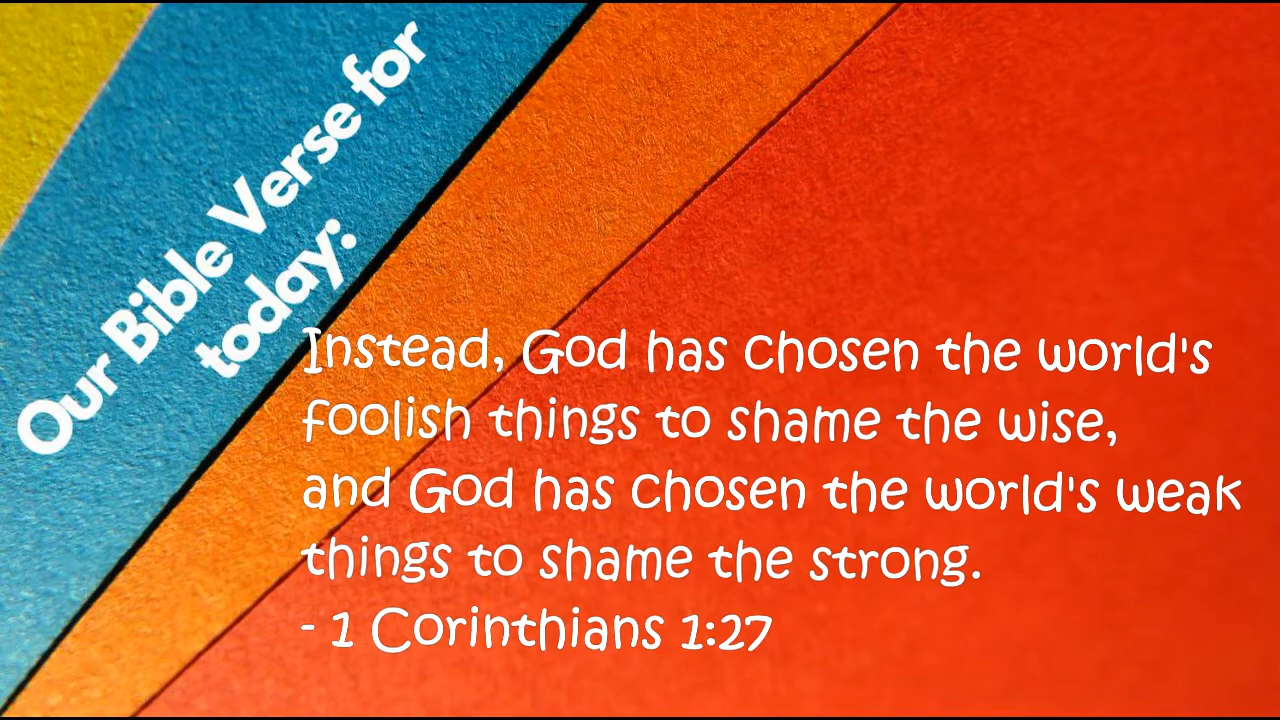 Our Bible Verse for
today:
Instead, God has chosen the world's
foolish things to shame the wise,
and God has chosen the world's weak
things to shame the strong.
- 1 Corinthians 1:27